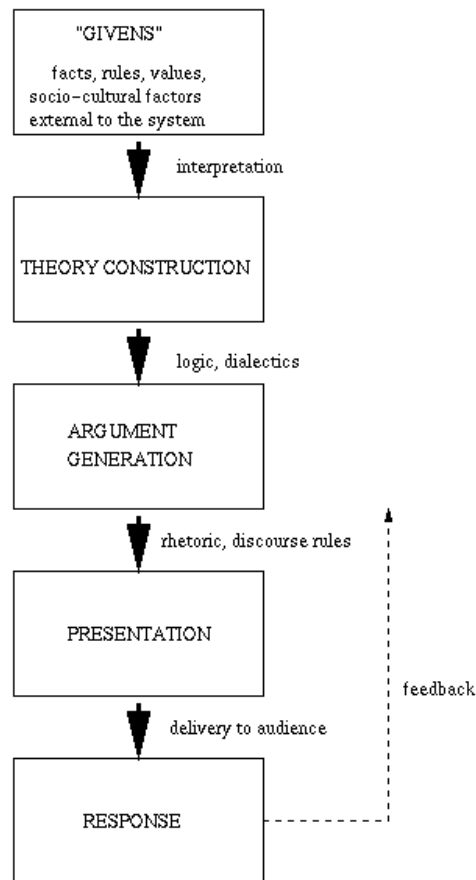 "GIVENS"
facts, rules, values,
socio-cultural factors
external to the system
interpretation
THEORY CONSTRUCTION
logic, dialectics
ARGUMENT
GENERATION
rhetoric, discourse rules
PRESENTATION
feedback
delivery to audience
RESPONSE